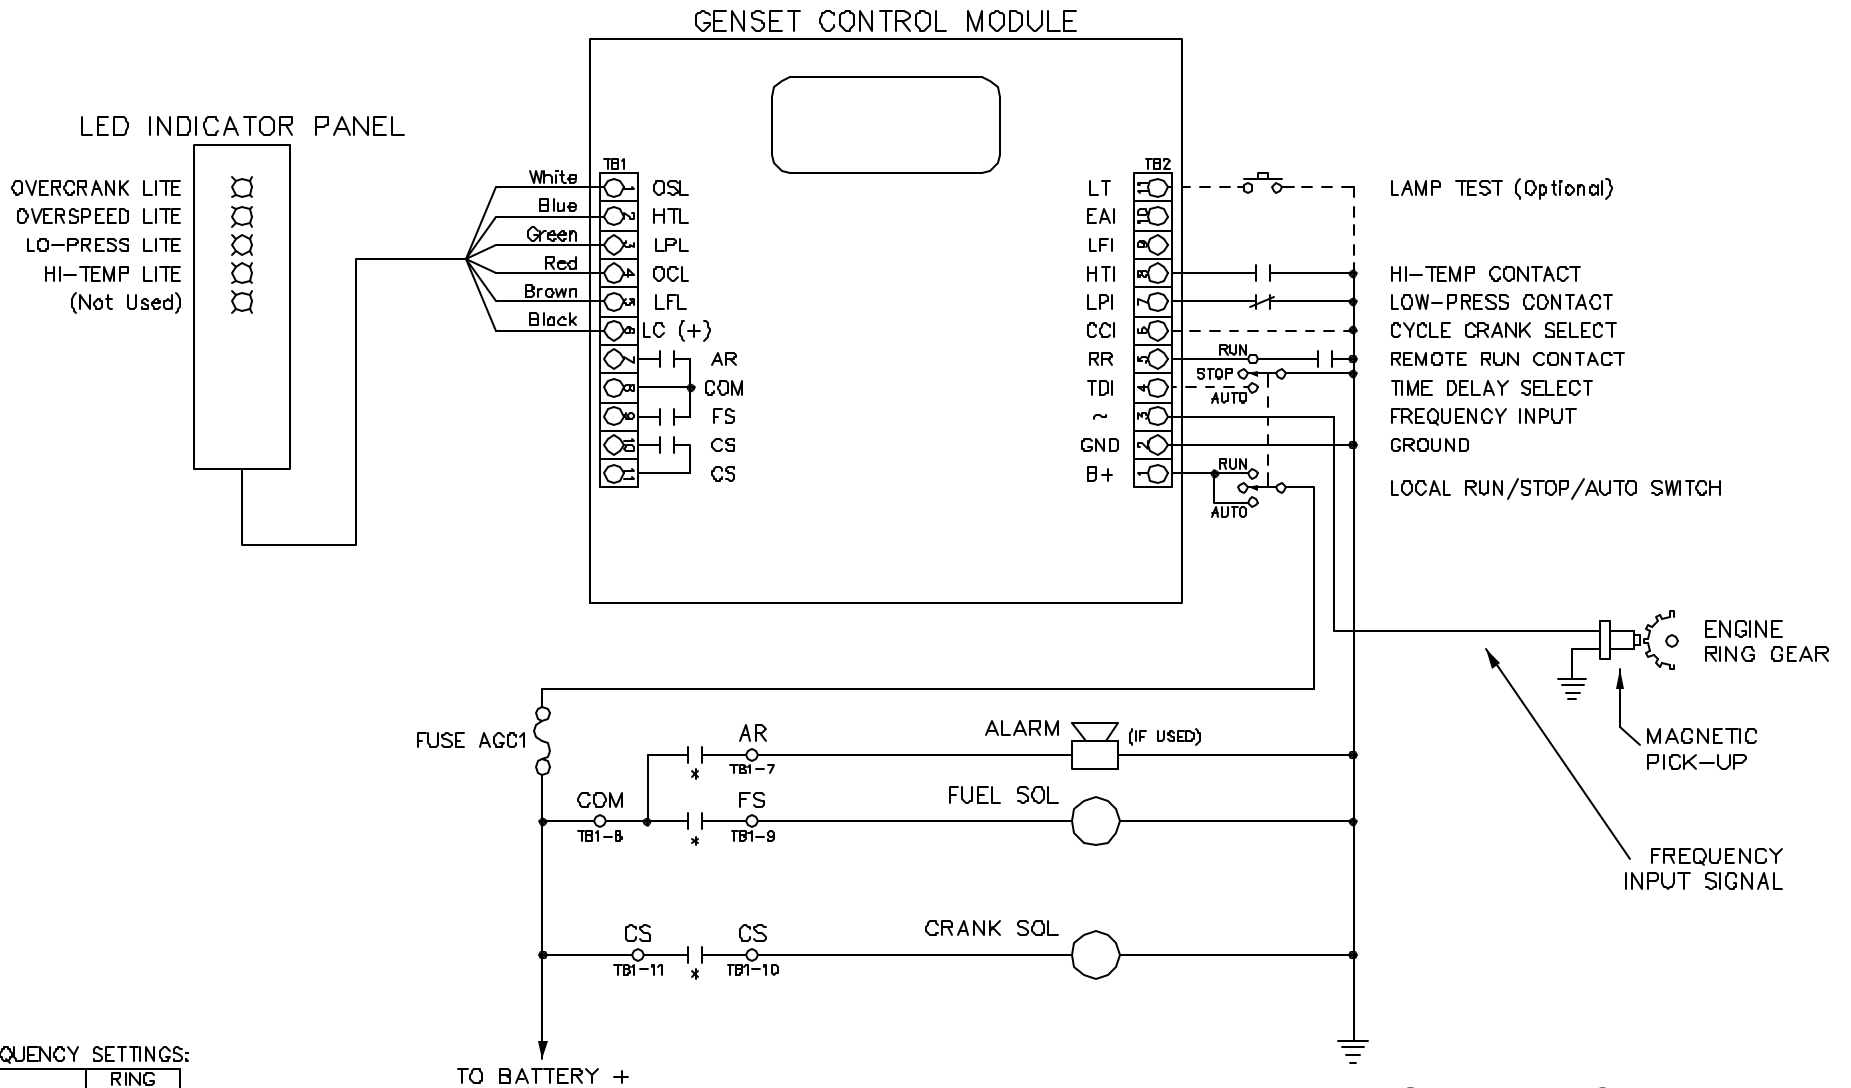 GENSET CONTROL MODULE
LED INDICATOR PANEL
OVERCRANK LITE
OVERSPEED LITE
LO-PRESS LITE
HI-TEMP LITE
(Not Used)
White
Blue
Green
Red
Brown
Black
TB1
1 OSL
2 HTL
3 LPL
4 OCL
5 LFL
6 LC (+)
7 AR
8 COM
9 FS
10 CS
11 CS
TB2
LT 11
EAI 10
LFI 9
HTI 8
LPI 7
CCI 6
RR 5
TDI 4
~ 3
GND 2
B+ 1
RUN
STOP
AUTO
RUN
AUTO
LAMP TEST (Optional)
HI-TEMP CONTACT
LOW-PRESS CONTACT
CYCLE CRANK SELECT
REMOTE RUN CONTACT
TIME DELAY SELECT
FREQUENCY INPUT
GROUND
LOCAL RUN/STOP/AUTO SWITCH
ENGINE
RING GEAR
MAGNETIC
PICK-UP
FREQUENCY
INPUT SIGNAL
FUSE AGC1
AR
*
TB1-7
ALARM
(IF USED)
COM
TB1-8
FS
*
TB1-9
FUEL SOL
CS
TB1-11
*
CS
TB1-10
CRANK SOL
TO BATTERY +
QUENCY SETTINGS:
RING